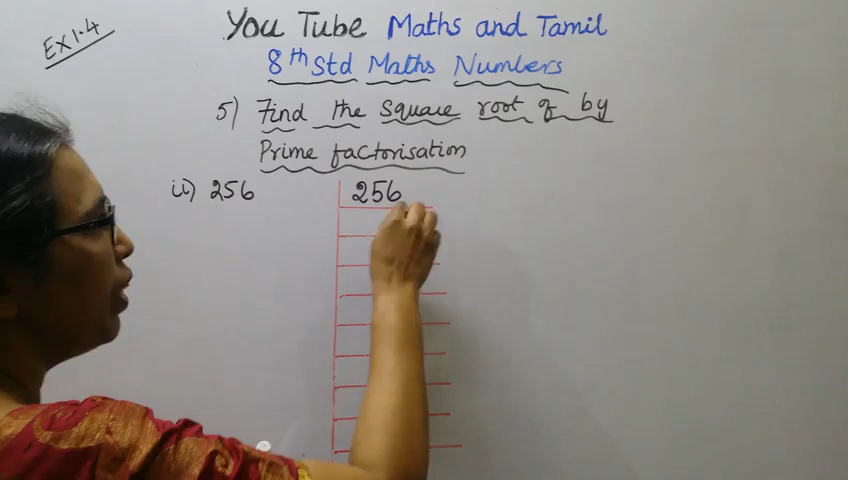 Ex 1.4
You Tube Maths and Tamil
8th Std Maths Numbers
5) Find the Square root of by
Prime factorisation
ii) 256
256